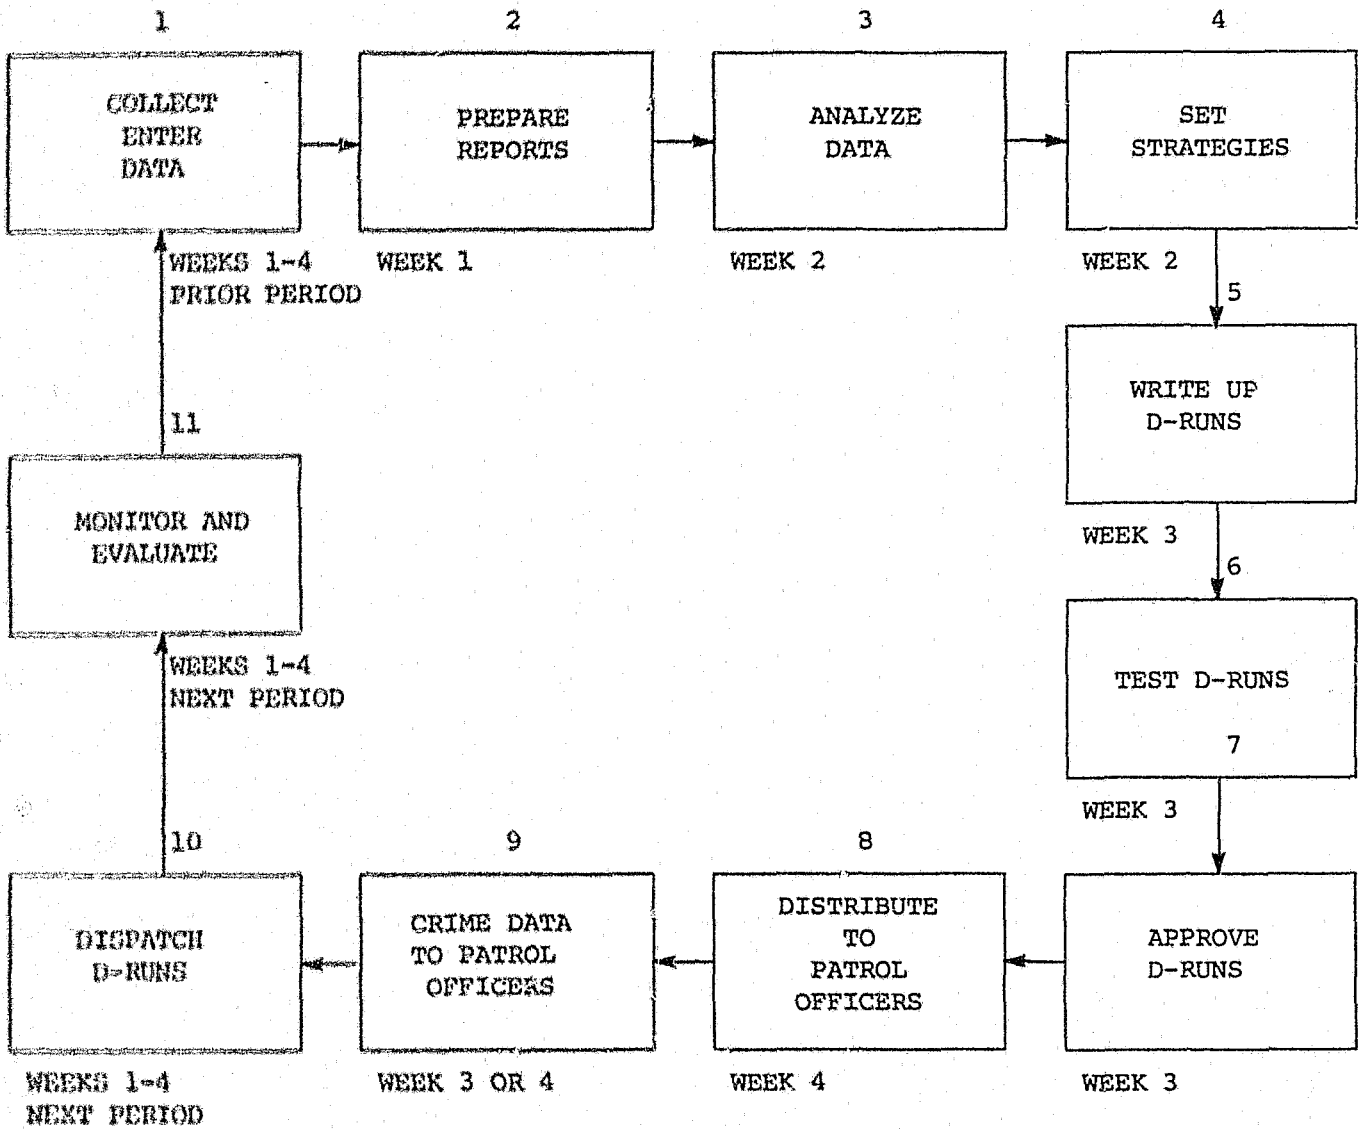 1
2
3
4
COLLECT
ENTER
DATA
PREPARE
REPORTS
ANALYZE
DATA
SET
STRATEGIES
WEEKS 1-4
PRIOR PERIOD
WEEK 1
WEEK 2
WEEK 2
5
WRITE UP
D-RUNS
11
MONITOR AND
EVALUATE
WEEK 3
6
WEEKS 1-4
NEXT PERIOD
TEST D-RUNS
7
WEEK 3
10
9
8
DISPATCH
D-RUNS
CRIME DATA
TO PATROL
OFFICERS
DISTRIBUTE
TO
PATROL
OFFICERS
APPROVE
D-RUNS
WEEKS 1-4
NEXT PERIOD
WEEK 3 OR 4
WEEK 4
WEEK 3